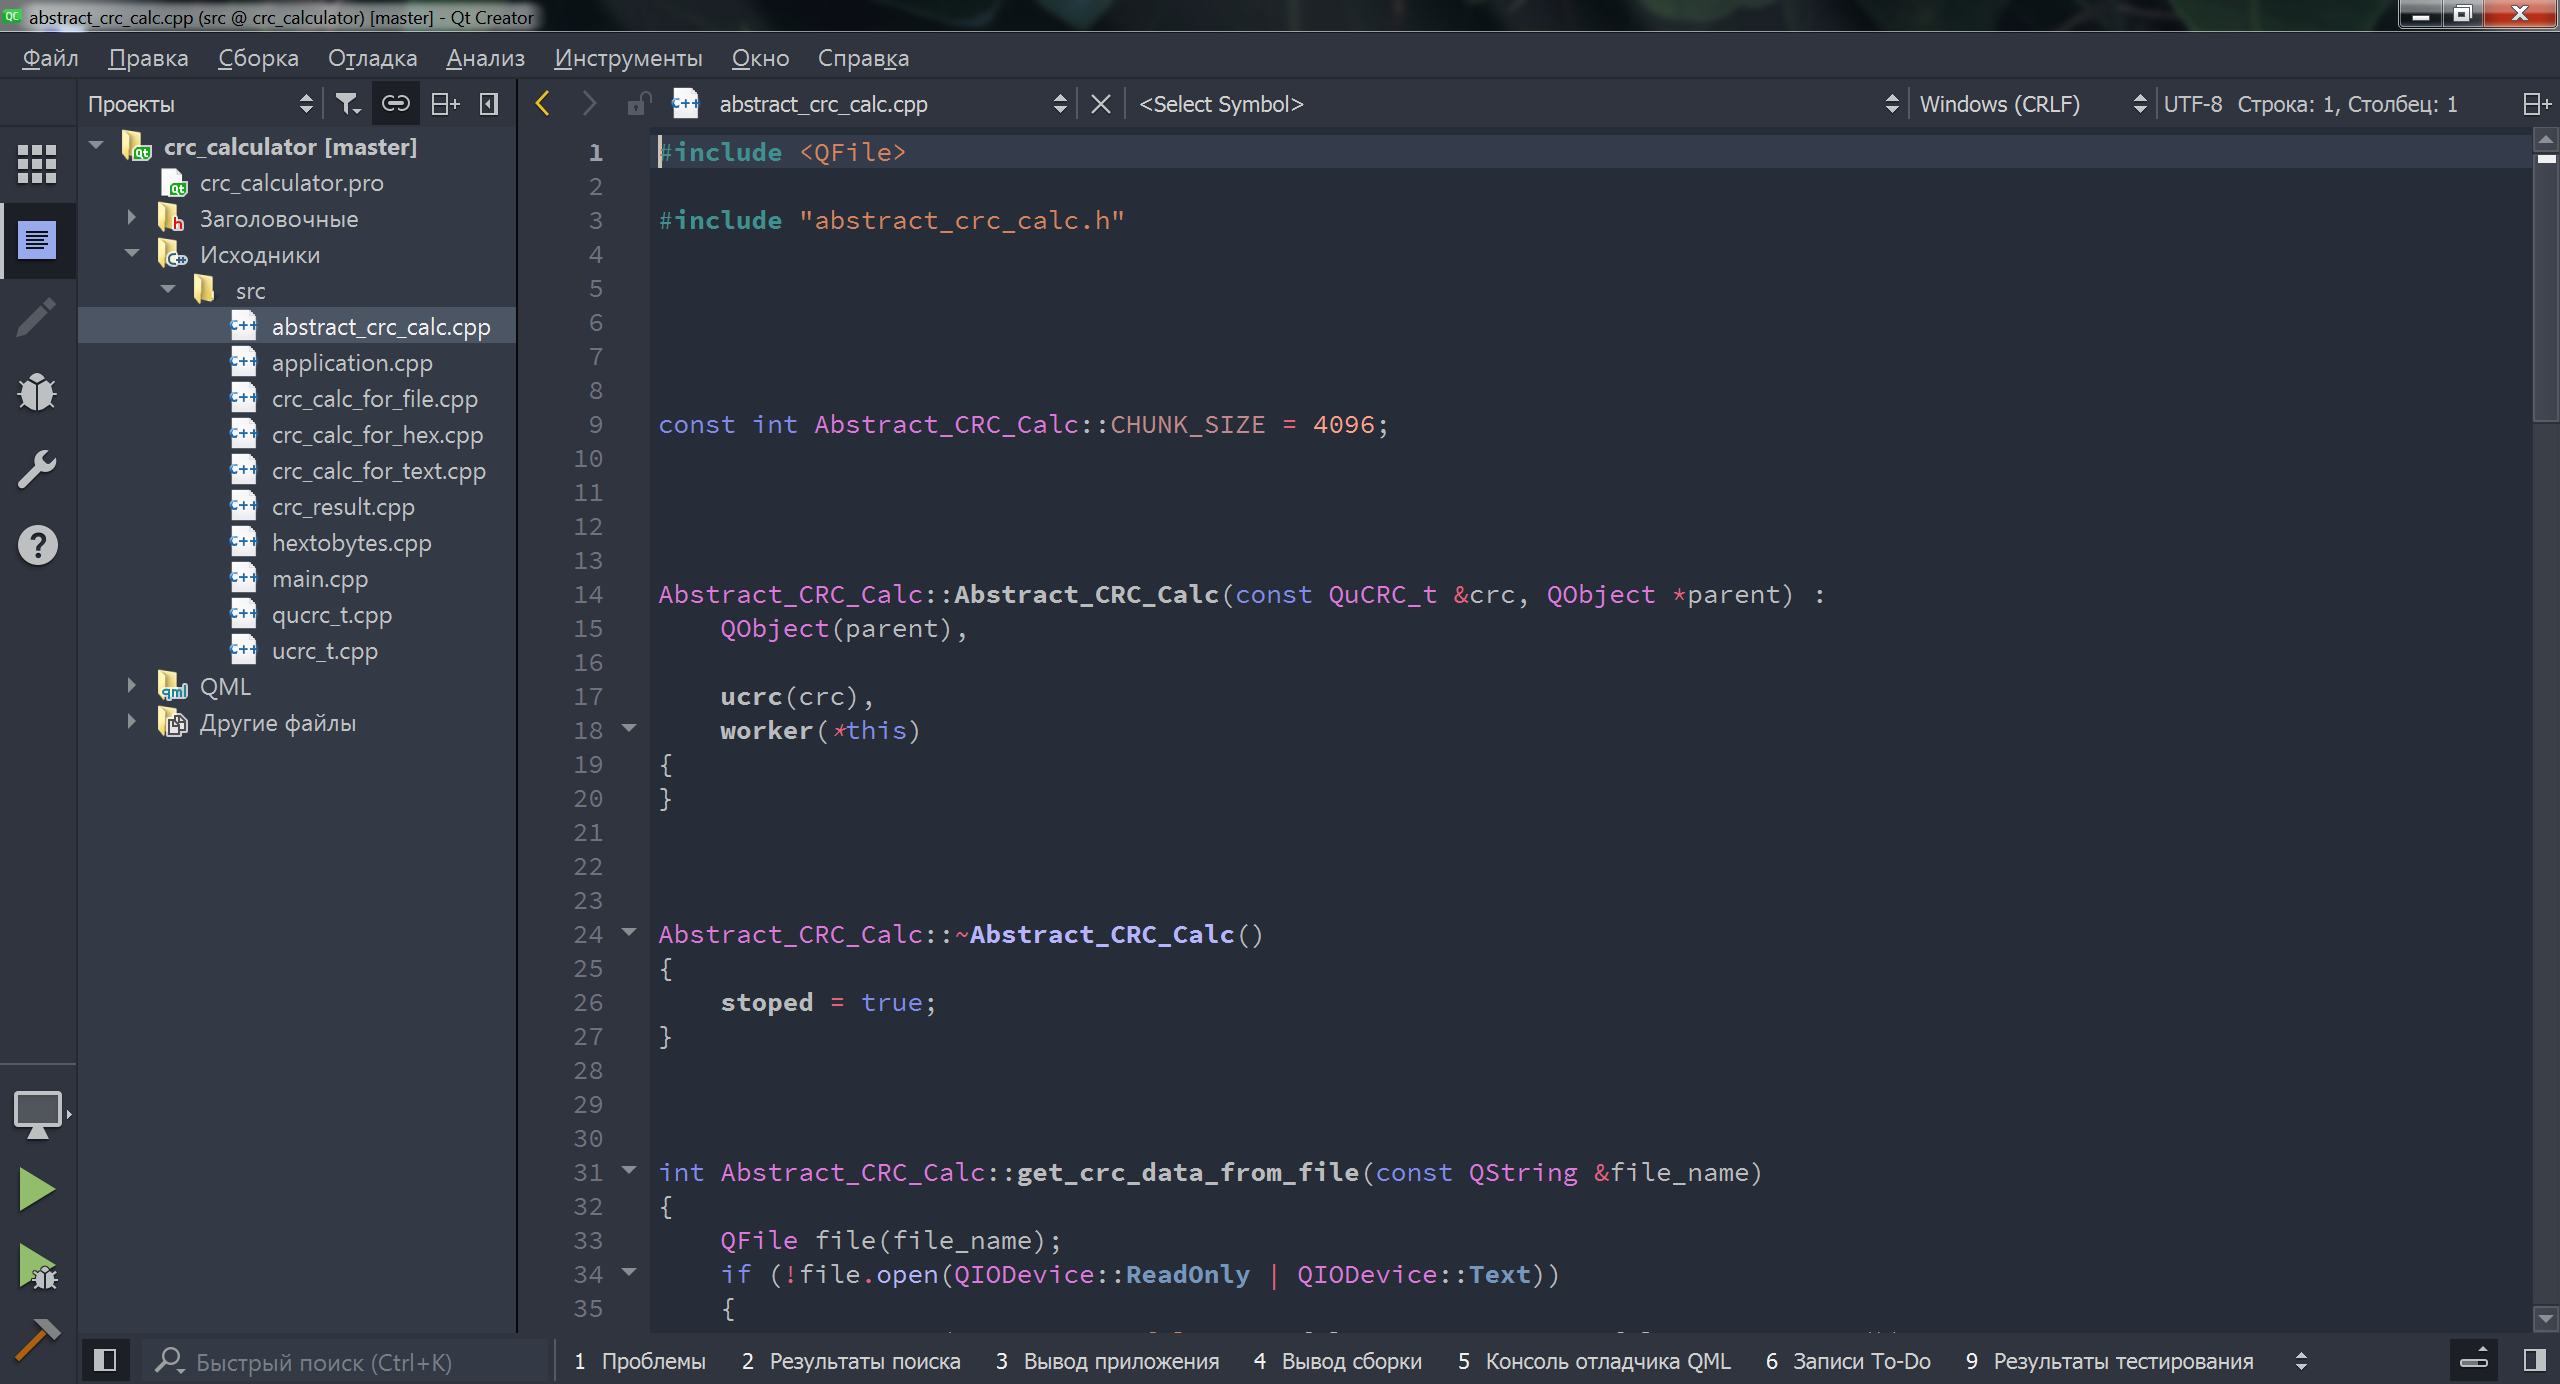 abstract_crc_calc.cpp (src @ crc_calculator) [master] - Qt Creator
Файл Правка Сборка Отладка Анализ Инструменты Окно Справка
Проекты
abstract_crc_calc.cpp
<Select Symbol>
Windows (CRLF)
UTF-8 Строка: 1, Столбец: 1
crc_calculator [master]
crc_calculator.pro
Заголовочные
Исходники
src
abstract_crc_calc.cpp
application.cpp
crc_calc_for_file.cpp
crc_calc_for_hex.cpp
crc_calc_for_text.cpp
crc_result.cpp
hextobytes.cpp
main.cpp
qucrc_t.cpp
ucrc_t.cpp
QML
Другие файлы
1 #include <QFile>
2
3 #include "abstract_crc_calc.h"
4
5
6
7
8
9 const int Abstract_CRC_Calc::CHUNK_SIZE = 4096;
10
11
12
13
14 Abstract_CRC_Calc::Abstract_CRC_Calc(const QuCRC_t &crc, QObject *parent) :
15     QObject(parent),
16
17     ucrc(crc),
18     worker(*this)
19 {
20 }
21
22
23
24 Abstract_CRC_Calc::~Abstract_CRC_Calc()
25 {
26     stoped = true;
27 }
28
29
30
31 int Abstract_CRC_Calc::get_crc_data_from_file(const QString &file_name)
32 {
33     QFile file(file_name);
34     if (!file.open(QIODevice::ReadOnly | QIODevice::Text))
35     {
Быстрый поиск (Ctrl+K)
1 Проблемы 2 Результаты поиска 3 Вывод приложения 4 Вывод сборки 5 Консоль отладчика QML 6 Записи To-Do 9 Результаты тестирования